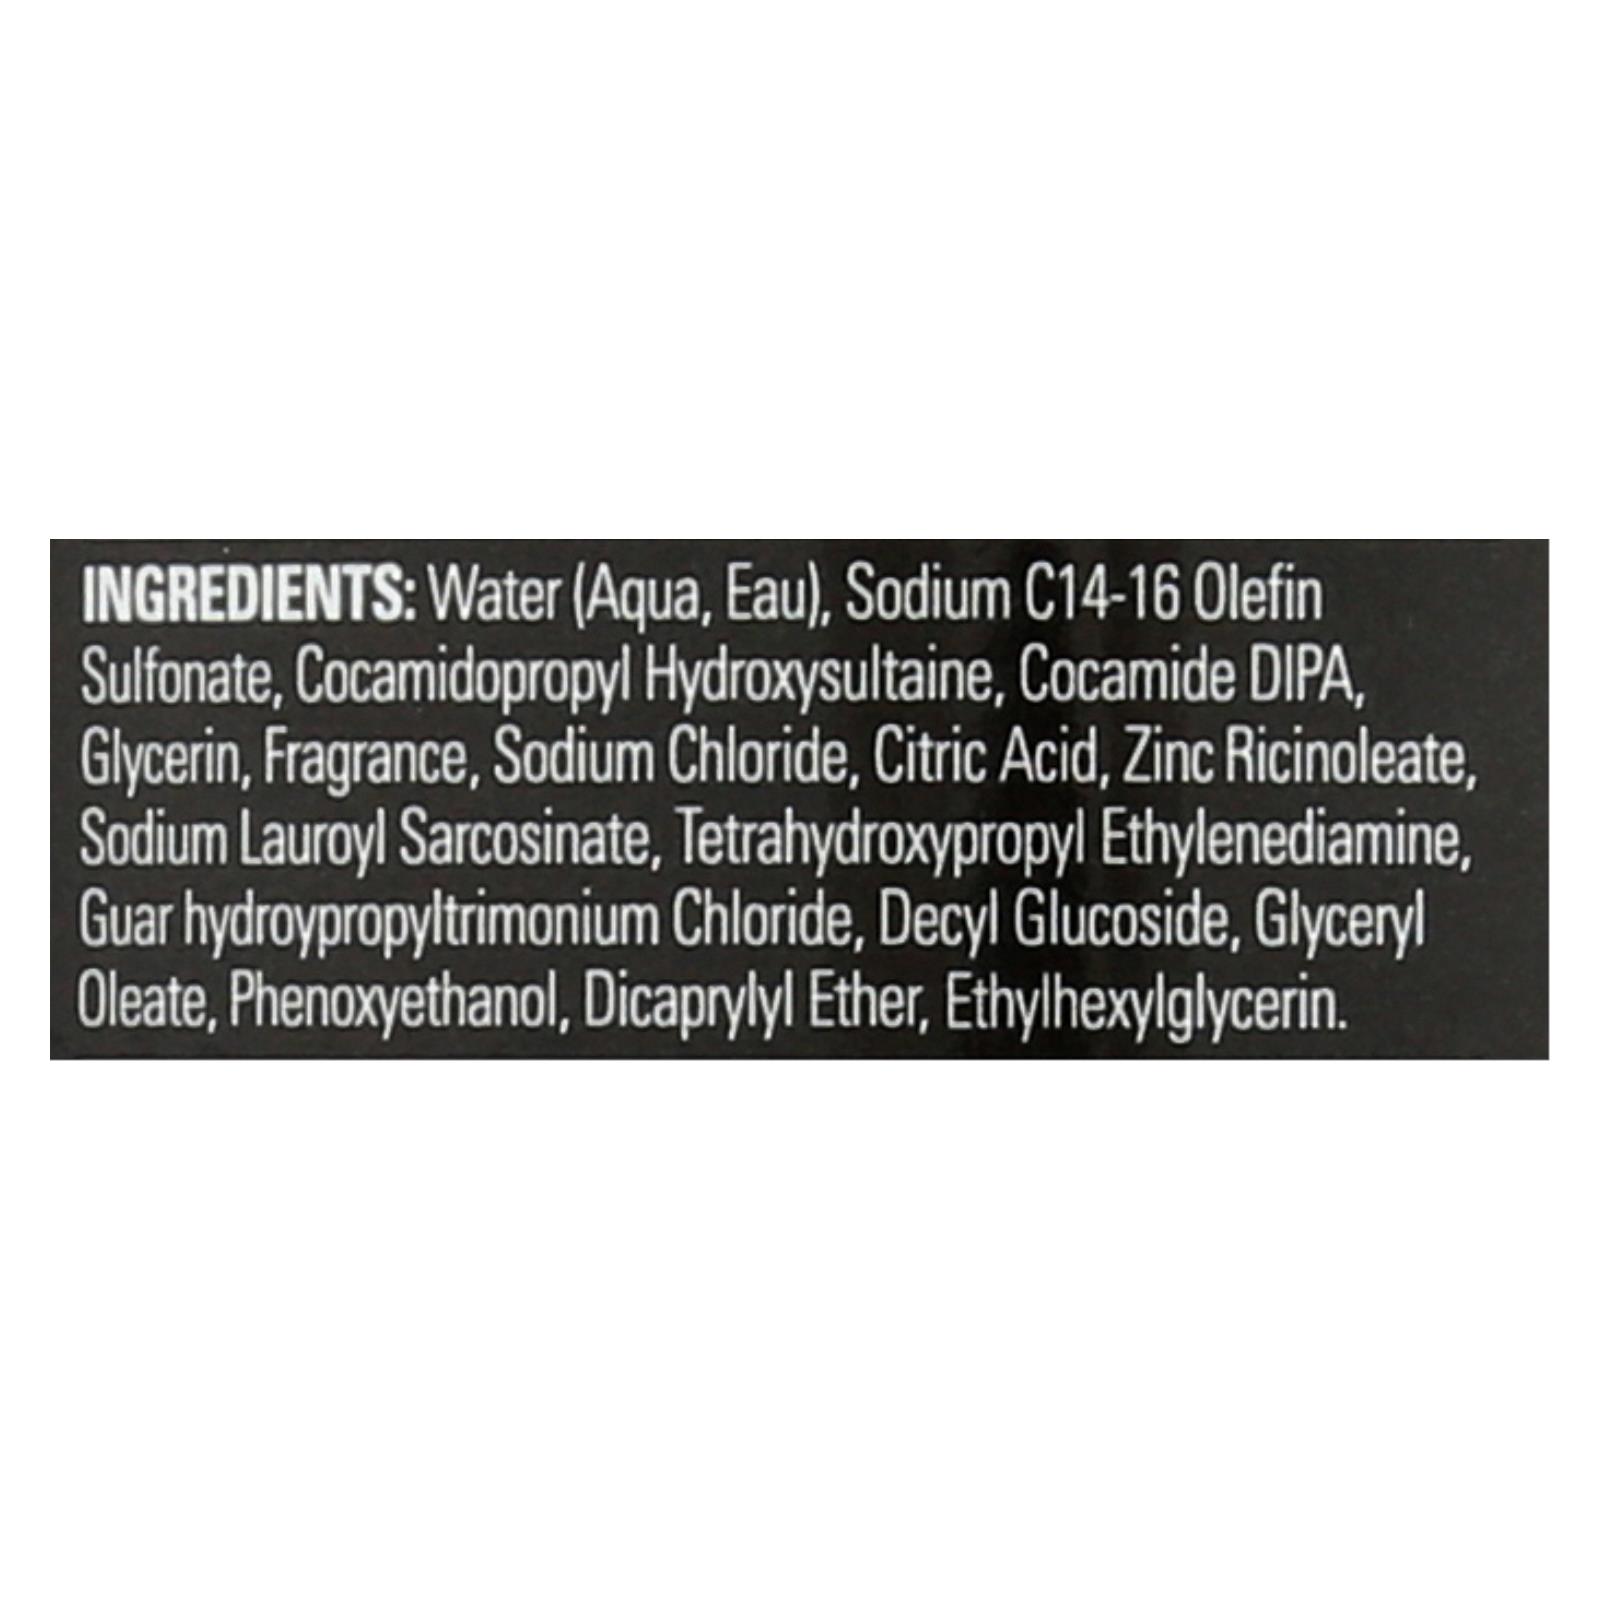 INGREDIENTS: Water (Aqua, Eau), Sodium C14-16 Olefin
Sulfonate, Cocamidopropyl Hydroxysultaine, Cocamide DIPA,
Glycerin, Fragrance, Sodium Chloride, Citric Acid, Zinc Ricinoleate,
Sodium Lauroyl Sarcosinate, Tetrahydroxypropyl Ethylenediamine,
Guar hydroypropyltrimonium Chloride, Decyl Glucoside, Glyceryl
Oleate, Phenoxyethanol, Dicaprylyl Ether, Ethylhexylglycerin.